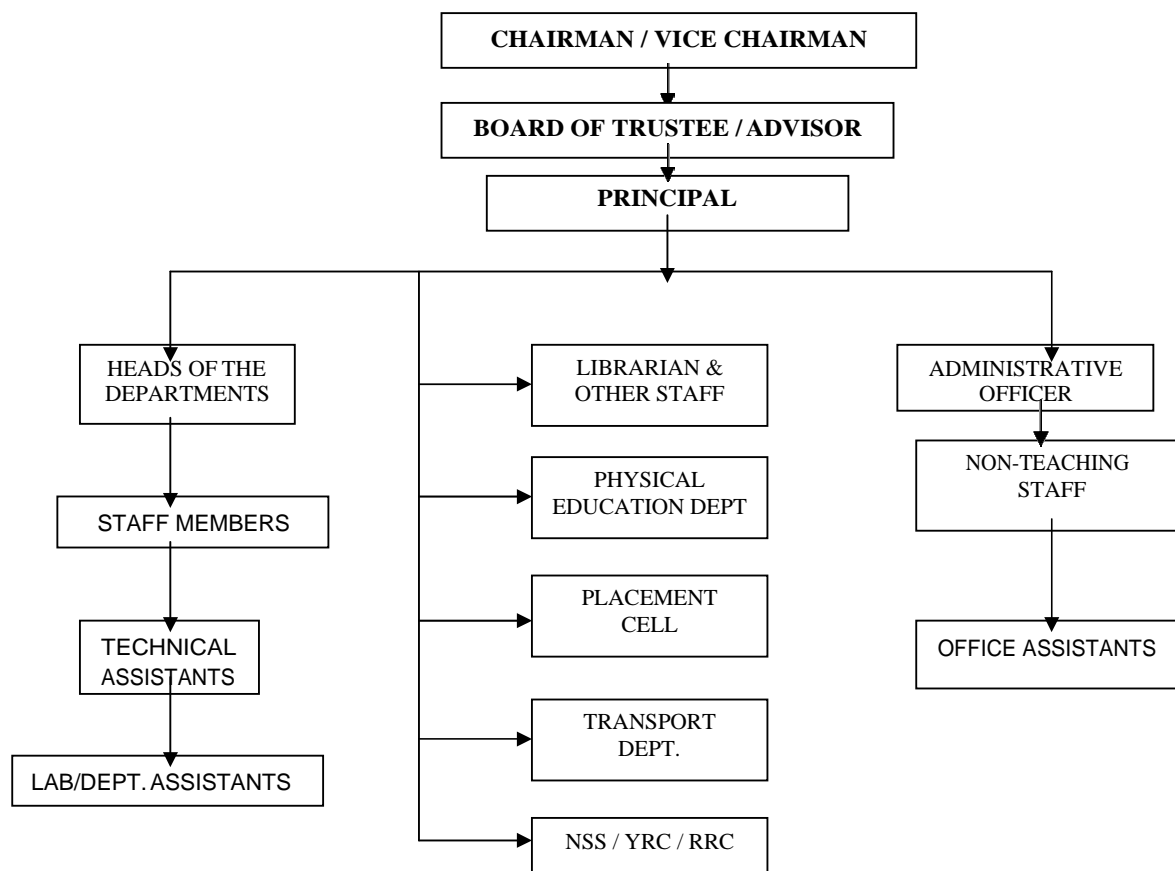 CHAIRMAN / VICE CHAIRMAN
BOARD OF TRUSTEE / ADVISOR
PRINCIPAL
HEADS OF THE
DEPARTMENTS
STAFF MEMBERS
TECHNICAL
ASSISTANTS
LAB/DEPT. ASSISTANTS
LIBRARIAN &
OTHER STAFF
PHYSICAL
EDUCATION DEPT
PLACEMENT
CELL
TRANSPORT
DEPT.
NSS / YRC / RRC
ADMINISTRATIVE
OFFICER
NON-TEACHING
STAFF
OFFICE ASSISTANTS